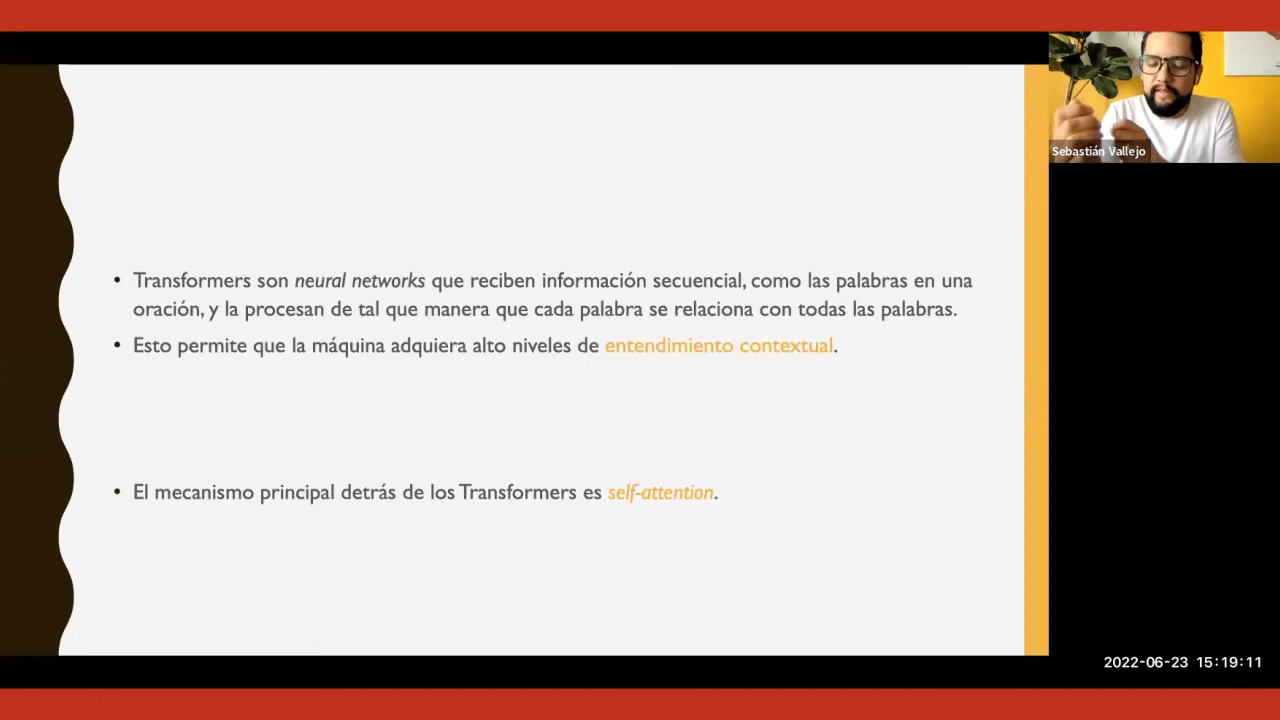 Sebastián Vallejo
• Transformers son neural networks que reciben información secuencial, como las palabras en una
oración, y la procesan de tal que manera que cada palabra se relaciona con todas las palabras.
• Esto permite que la máquina adquiera alto niveles de entendimiento contextual.
• El mecanismo principal detrás de los Transformers es self-attention.
2022-06-23 15:19:11